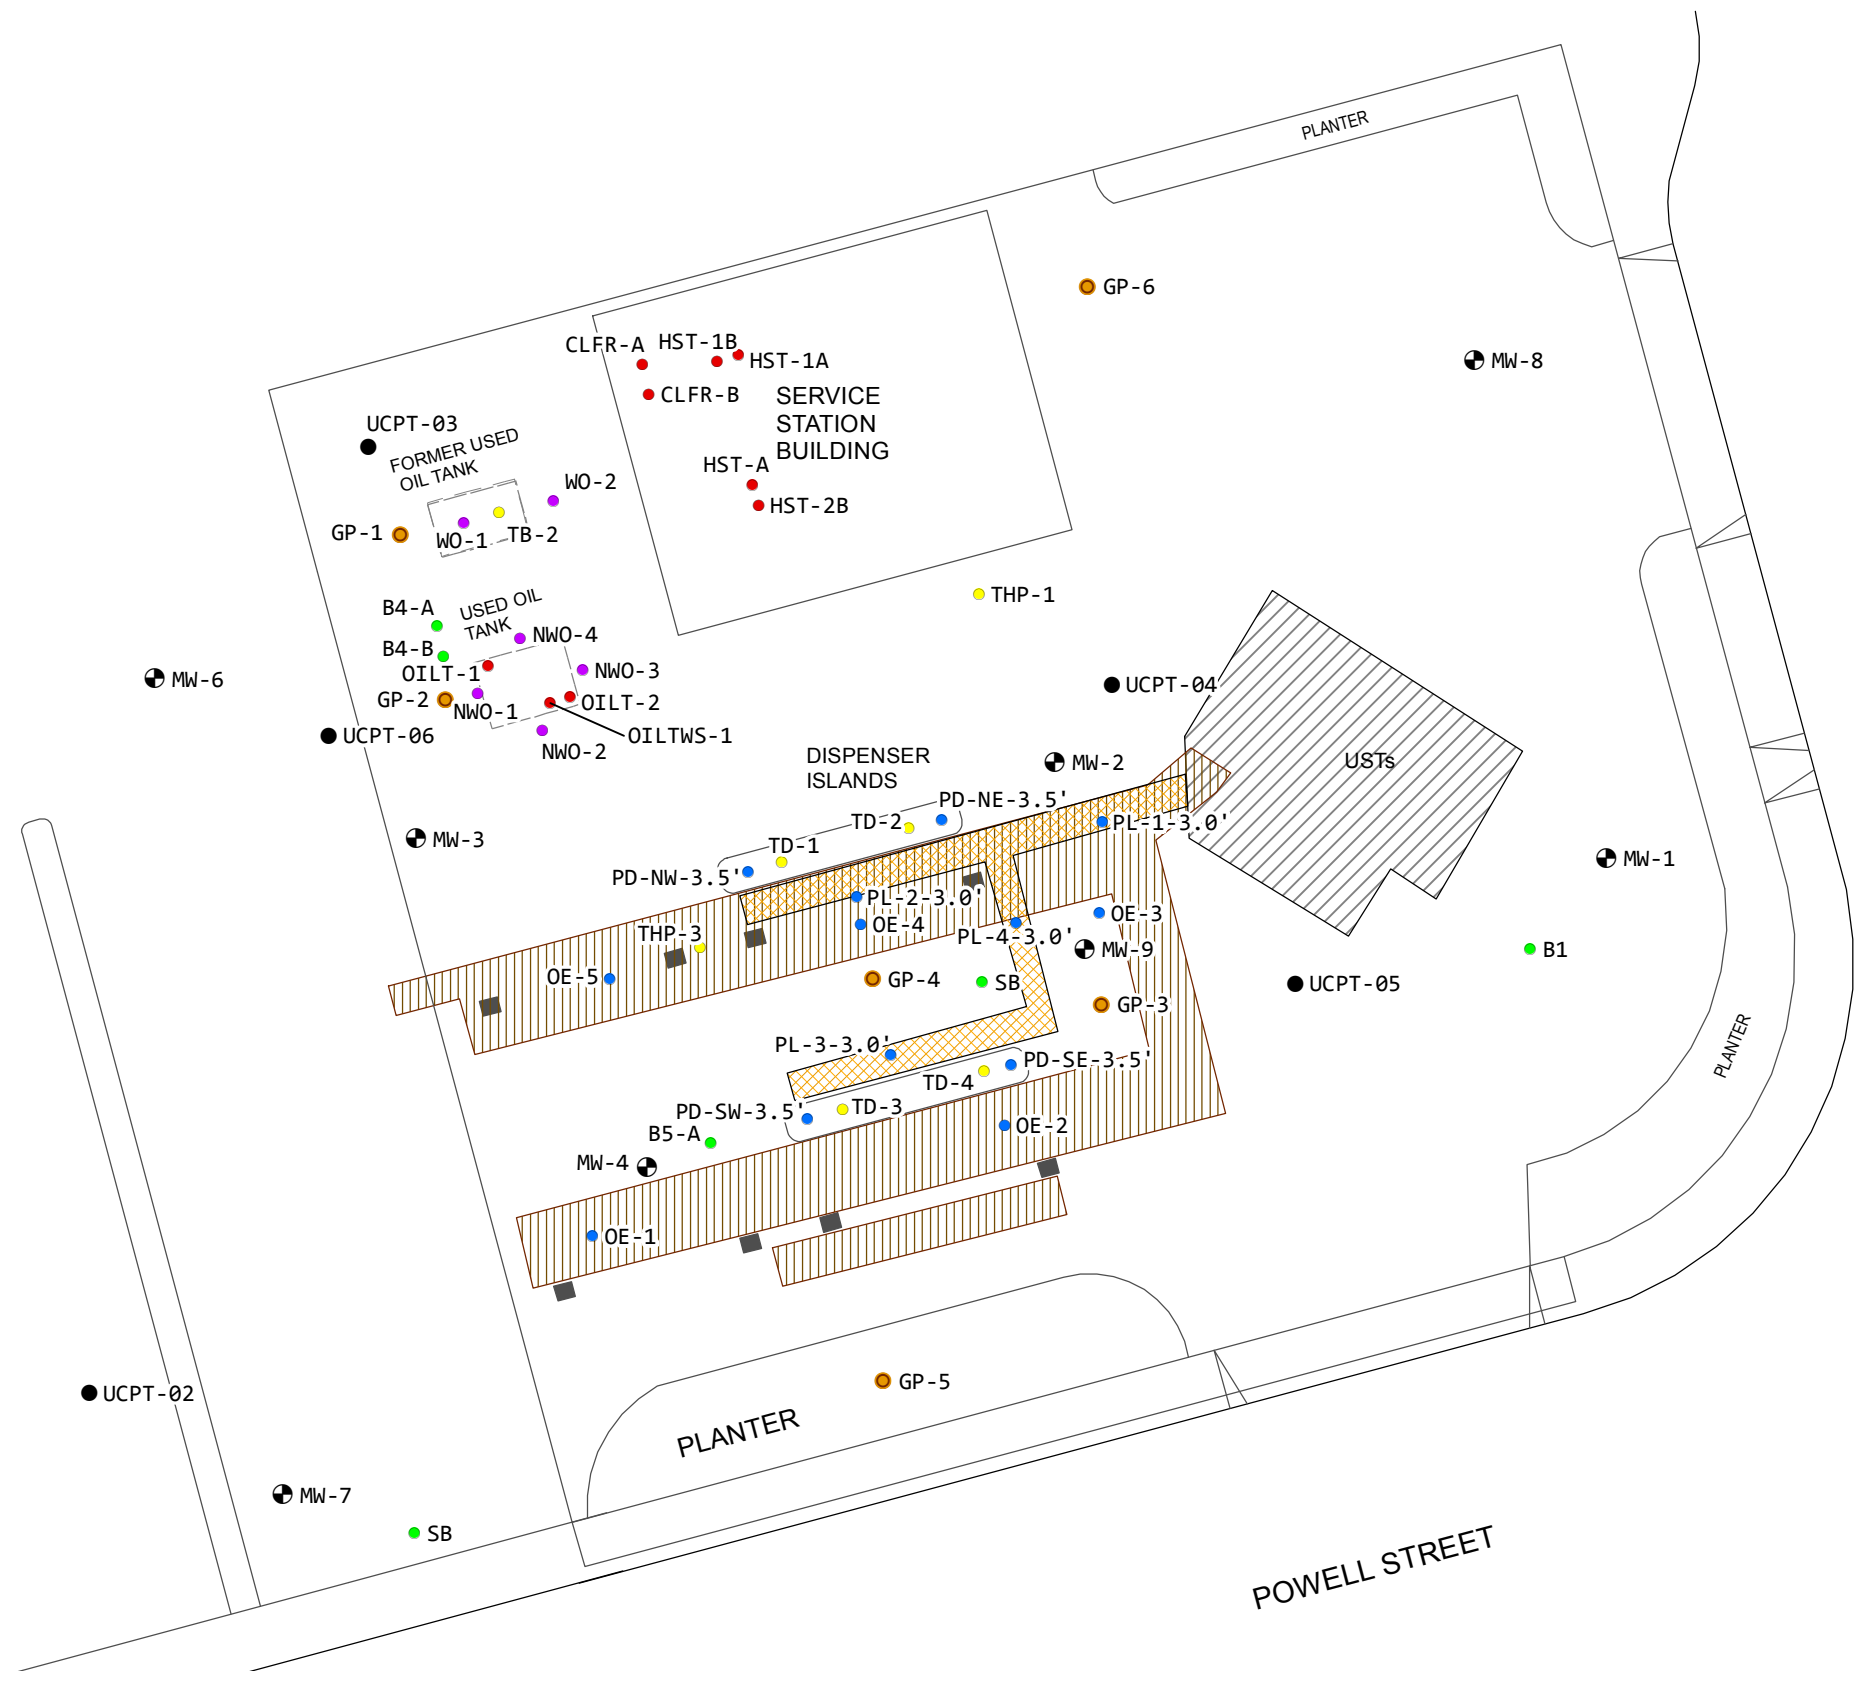 PLANTER
GP-6
CLFR-A
HST-1B
HST-1A
MW-8
CLFR-B
SERVICE
STATION
BUILDING
UCPT-03
FORMER USED
OIL TANK
HST-A
WO-2
HST-2B
GP-1
WO-1
TB-2
THP-1
B4-A
USED OIL
TANK
NWO-4
B4-B
OILT-1
NWO-3
MW-6
UCPT-04
GP-2
NWO-1
OILT-2
UCPT-06
OILTWS-1
NWO-2
DISPENSER
ISLANDS
MW-2
USTs
PD-NE-3.5'
TD-2
PL-1-3.0'
MW-3
TD-1
MW-1
PD-NW-3.5'
PL-2-3.0'
OE-3
OE-4
THP-3
PL-4-3.0'
MW-9
B1
OE-5
GP-4
SB
UCPT-05
GP-3
PL-3-3.0'
PLANTER
PD-SE-3.5'
TD-4
PD-SW-3.5'
TD-3
B5-A
OE-2
MW-4
OE-1
GP-5
UCPT-02
PLANTER
MW-7
SB
POWELL STREET